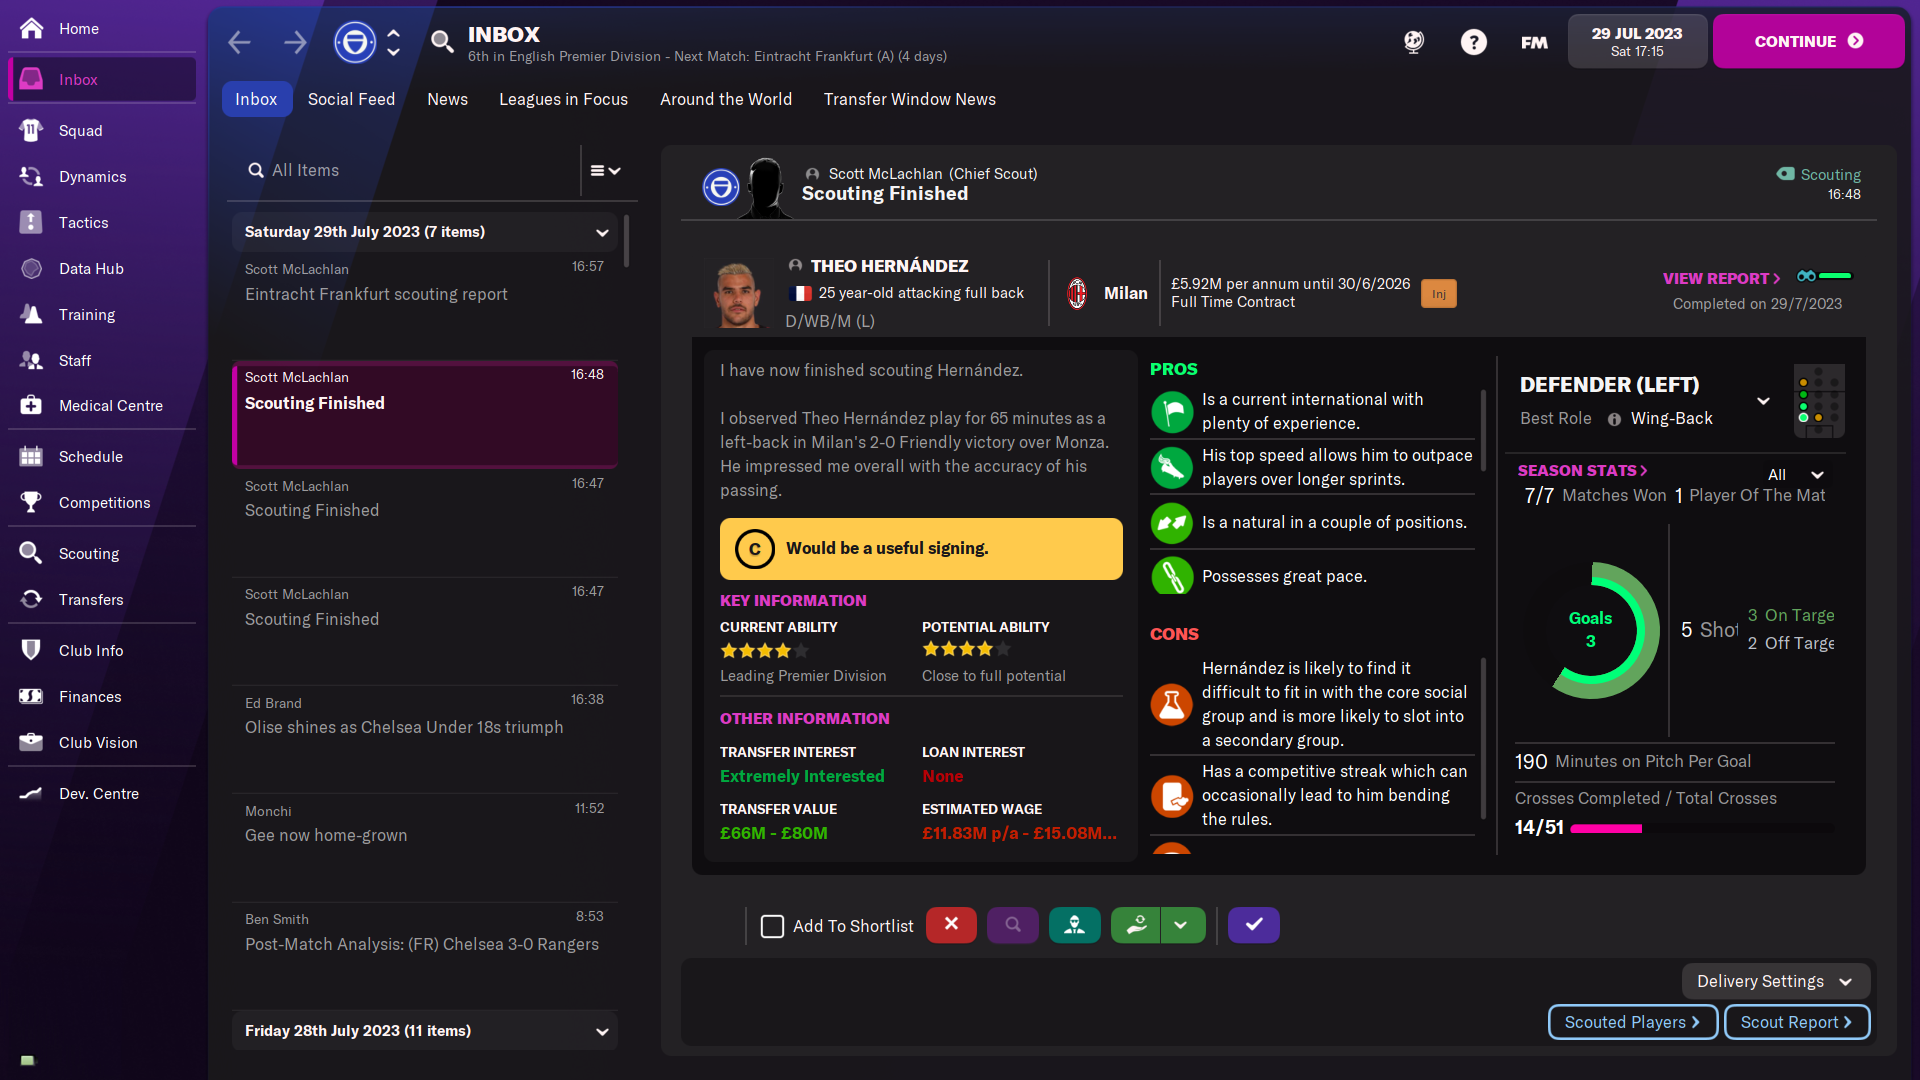 Home
Inbox
Squad
Dynamics
Tactics
Data Hub
Training
Staff
Medical Centre
Schedule
Competitions
Scouting
Transfers
Club Info
Finances
Club Vision
Dev. Centre
INBOX
6th in English Premier Division - Next Match: Eintracht Frankfurt (A) (4 days)
?
FM
29 JUL 2023
Sat 17:15
CONTINUE
Inbox
Social Feed
News
Leagues in Focus
Around the World
Transfer Window News
All Items
Saturday 29th July 2023 (7 items)
Scott McLachlan 16:57
Eintracht Frankfurt scouting report
Scott McLachlan 16:48
Scouting Finished
Scott McLachlan 16:47
Scouting Finished
Scott McLachlan 16:47
Scouting Finished
Ed Brand 16:38
Olise shines as Chelsea Under 18s triumph
Monchi 11:52
Gee now home-grown
Ben Smith 8:53
Post-Match Analysis: (FR) Chelsea 3-0 Rangers
Friday 28th July 2023 (11 items)
Scott McLachlan (Chief Scout)
Scouting Finished
Scouting
16:48
THEO HERNÁNDEZ
25 year-old attacking full back
D/WB/M (L)
Milan
£5.92M per annum until 30/6/2026
Full Time Contract
Inj
VIEW REPORT >
Completed on 29/7/2023
I have now finished scouting Hernández.
I observed Theo Hernández play for 65 minutes as a
left-back in Milan's 2-0 Friendly victory over Monza.
He impressed me overall with the accuracy of his
passing.
C Would be a useful signing.
KEY INFORMATION
CURRENT ABILITY POTENTIAL ABILITY
Leading Premier Division Close to full potential
OTHER INFORMATION
TRANSFER INTEREST LOAN INTEREST
Extremely Interested None
TRANSFER VALUE ESTIMATED WAGE
£66M - £80M £11.83M p/a - £15.08M...
PROS
Is a current international with
plenty of experience.
His top speed allows him to outpace
players over longer sprints.
Is a natural in a couple of positions.
Possesses great pace.
CONS
Hernández is likely to find it
difficult to fit in with the core social
group and is more likely to slot into
a secondary group.
Has a competitive streak which can
occasionally lead to him bending
the rules.
DEFENDER (LEFT)
Best Role Wing-Back
SEASON STATS >
All
7/7 Matches Won 1 Player Of The Mat
Goals
3
5 Shot
3 On Targe
2 Off Targe
190 Minutes on Pitch Per Goal
Crosses Completed / Total Crosses
14/51
Add To Shortlist
Delivery Settings
Scouted Players >
Scout Report >